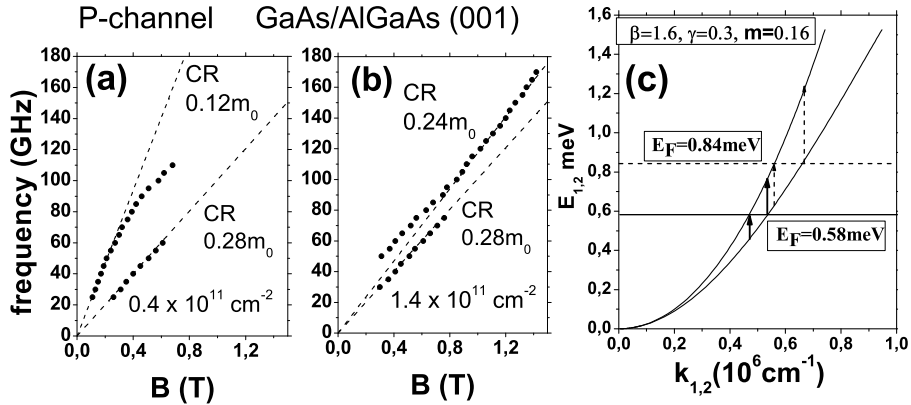 P-channel GaAs/AlGaAs (001)
(a)
frequency (GHz)
180
160
140
120
100
80
60
40
20
0
CR
0.12m0
CR
0.28m0
0.4 x 10^11 cm^-2
0,0 0,4 0,8 1,2
B (T)
(b)
180
160
140
120
100
80
60
40
20
0
CR
0.24m0
CR
0.28m0
1.4 x 10^11 cm^-2
0,0 0,4 0,8 1,2
B (T)
(c)
E1,2 meV
1,6
1,4
1,2
1,0
0,8
0,6
0,4
0,2
0,0
β=1.6, γ=0.3, m=0.16
EF=0.84meV
EF=0.58meV
0,0 0,2 0,4 0,6 0,8 1,0
k1,2(10^6cm^-1)